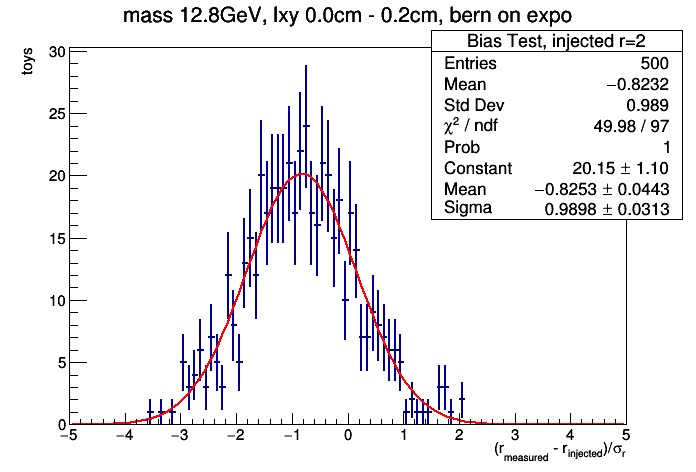 mass 12.8GeV, lxy 0.0cm - 0.2cm, bern on expo
Bias Test, injected r=2
Entries 500
Mean −0.8232
Std Dev 0.989
χ² / ndf 49.98 / 97
Prob 1
Constant 20.15 ± 1.10
Mean −0.8253 ± 0.0443
Sigma 0.9898 ± 0.0313
toys
30
25
20
15
10
5
0
−5 −4 −3 −2 −1 0 1 2 3 4 5
(r_measured - r_injected)/σ_r